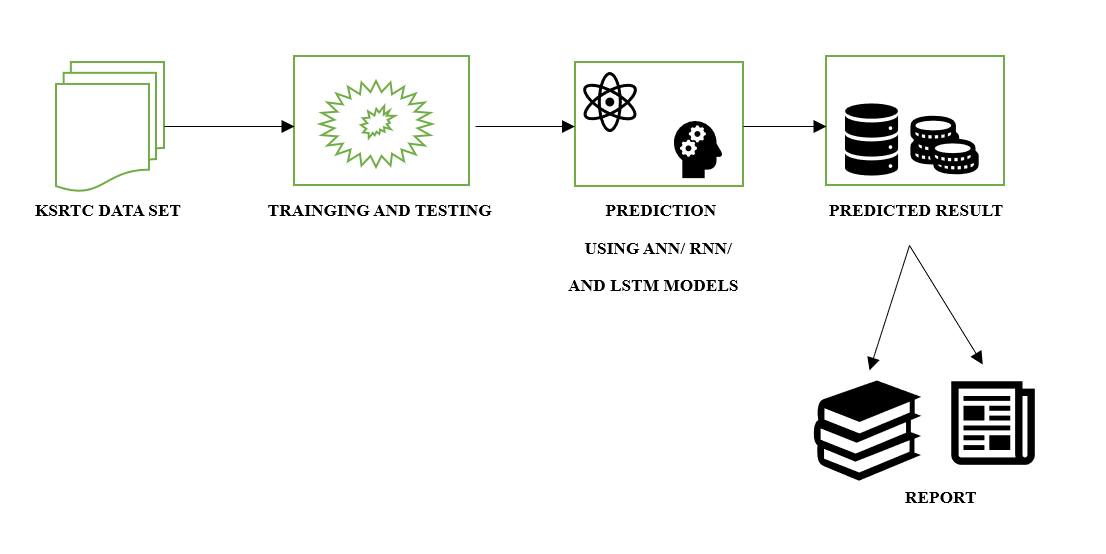 KSRTC DATA SET
TRAINGING AND TESTING
PREDICTION
USING ANN/ RNN/
AND LSTM MODELS
PREDICTED RESULT
REPORT